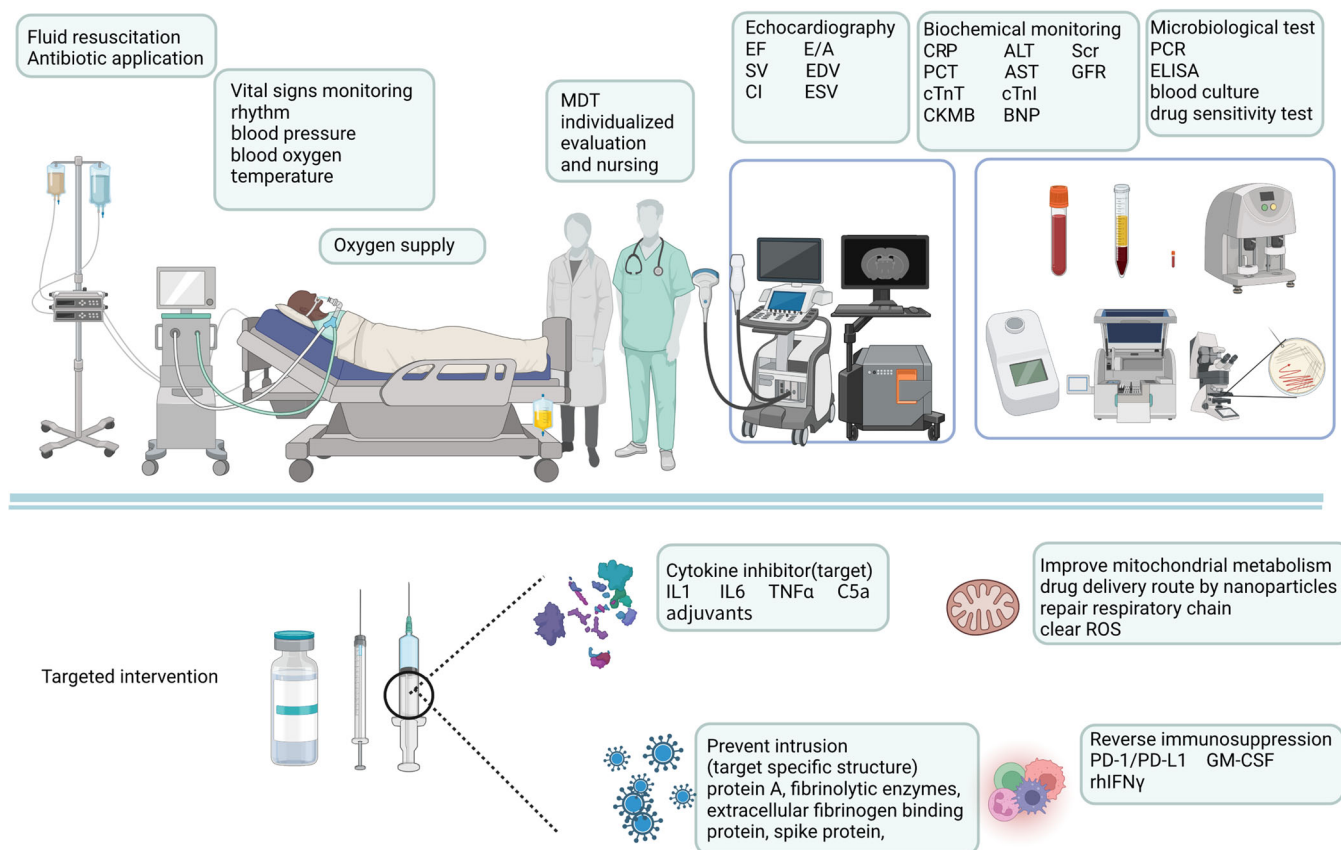 Fluid resuscitation
Antibiotic application
Vital signs monitoring
rhythm
blood pressure
blood oxygen
temperature
Oxygen supply
MDT
individualized
evaluation
and nursing
Echocardiography
EF E/A
SV EDV
CI ESV
Biochemical monitoring
CRP ALT Scr
PCT AST GFR
cTnT cTnI
CKMB BNP
Microbiological test
PCR
ELISA
blood culture
drug sensitivity test
Targeted intervention
Cytokine inhibitor(target)
IL1 IL6 TNFα C5a
adjuvants
Improve mitochondrial metabolism
drug delivery route by nanoparticles
repair respiratory chain
clear ROS
Prevent intrusion
(target specific structure)
protein A, fibrinolytic enzymes,
extracellular fibrinogen binding
protein, spike protein,
Reverse immunosuppression
PD-1/PD-L1 GM-CSF
rhIFNγ